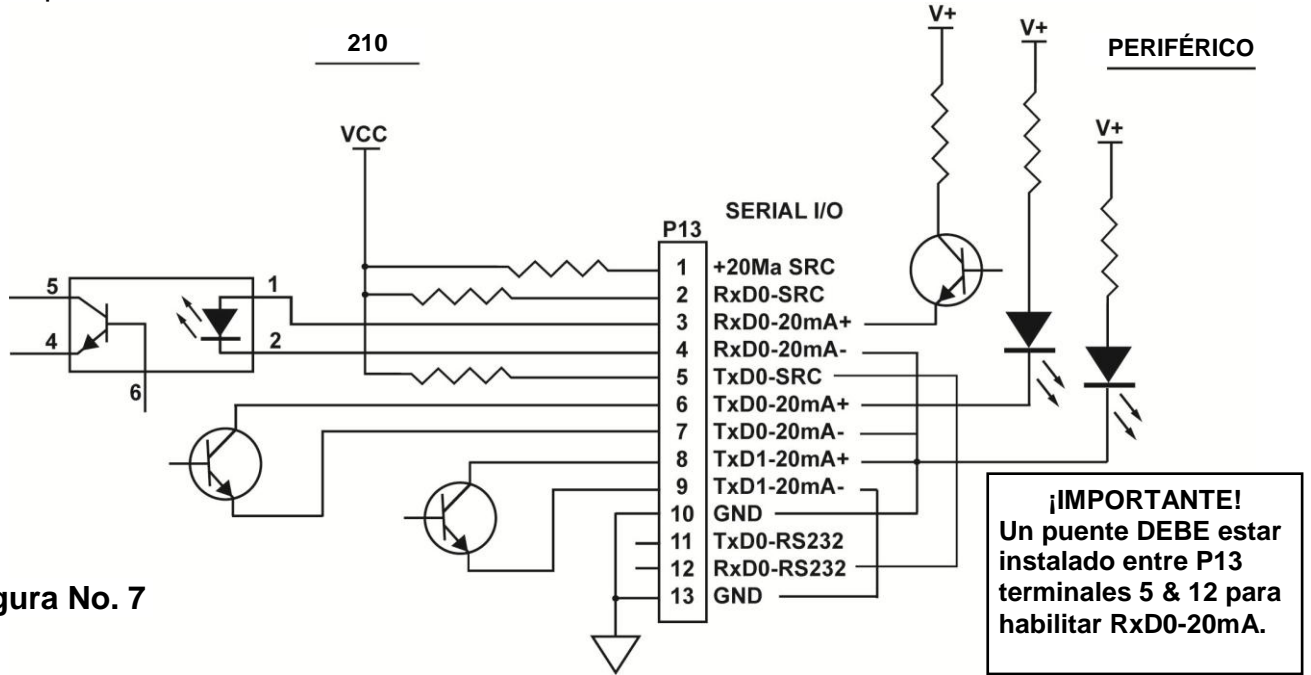 210
PERIFÉRICO
V+
V+
V+
VCC
SERIAL I/O
P13
1 +20Ma SRC
2 RxD0-SRC
3 RxD0-20mA+
4 RxD0-20mA-
5 TxD0-SRC
6 TxD0-20mA+
7 TxD0-20mA-
8 TxD1-20mA+
9 TxD1-20mA-
10 GND
11 TxD0-RS232
12 RxD0-RS232
13 GND
5
4
6
1
2
¡IMPORTANTE!
Un puente DEBE estar
instalado entre P13
terminales 5 & 12 para
habilitar RxD0-20mA.
gura No. 7